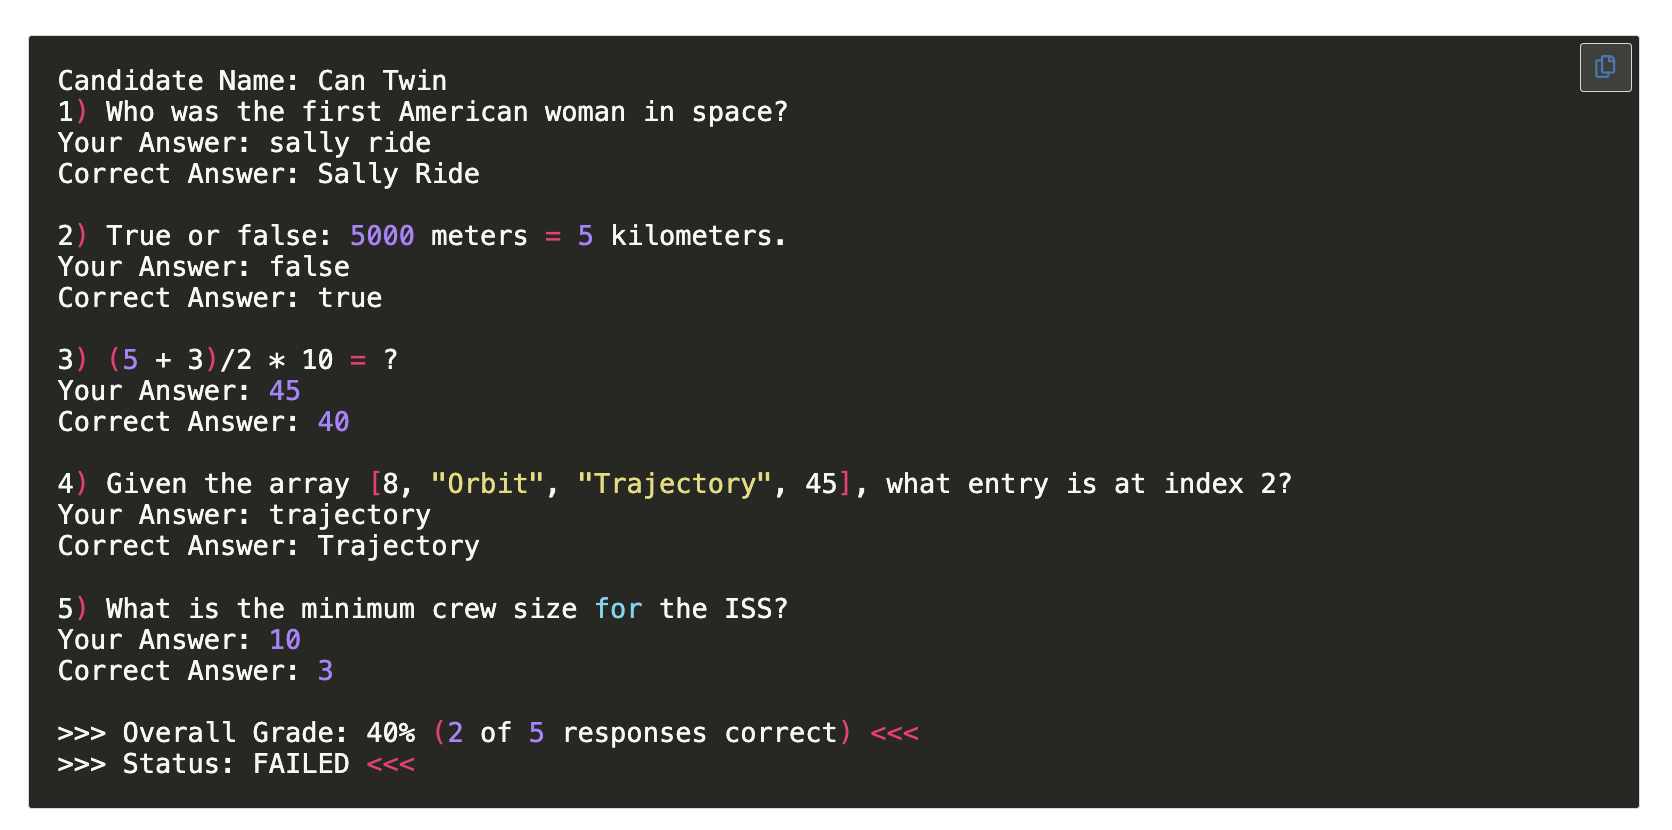 Candidate Name: Can Twin
1) Who was the first American woman in space?
Your Answer: sally ride
Correct Answer: Sally Ride

2) True or false: 5000 meters = 5 kilometers.
Your Answer: false
Correct Answer: true

3) (5 + 3)/2 * 10 = ?
Your Answer: 45
Correct Answer: 40

4) Given the array [8, "Orbit", "Trajectory", 45], what entry is at index 2?
Your Answer: trajectory
Correct Answer: Trajectory

5) What is the minimum crew size for the ISS?
Your Answer: 10
Correct Answer: 3

>>> Overall Grade: 40% (2 of 5 responses correct) <<<
>>> Status: FAILED <<<